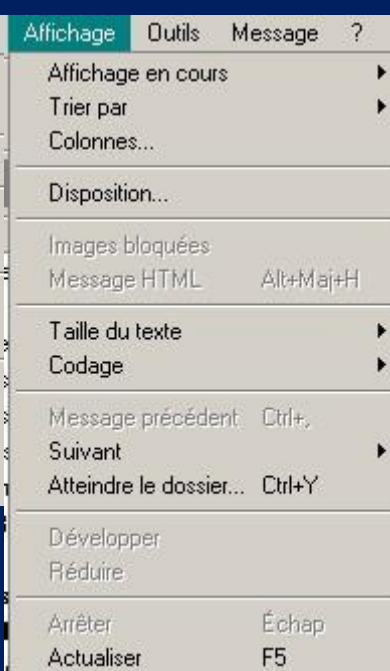 Affichage Outils Message ?
Affichage en cours
Trier par
Colonnes...
Disposition...
Images bloquées
Message HTML Alt+Maj+H
Taille du texte
Codage
Message précédent Ctrl+,
Suivant
Atteindre le dossier... Ctrl+Y
Développer
Réduire
Arrêter Échap
Actualiser F5